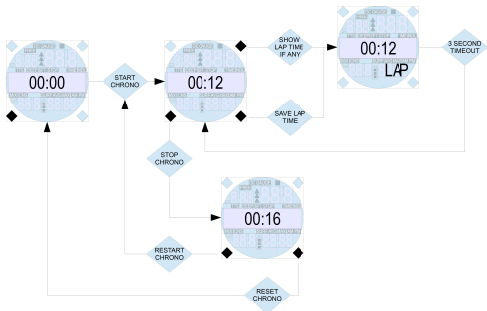 00:00
START
CHRONO
00:12
SHOW
LAP TIME
IF ANY
00:12
LAP
3 SECOND
TIMEOUT
SAVE LAP
TIME
STOP
CHRONO
00:16
RESTART
CHRONO
RESET
CHRONO